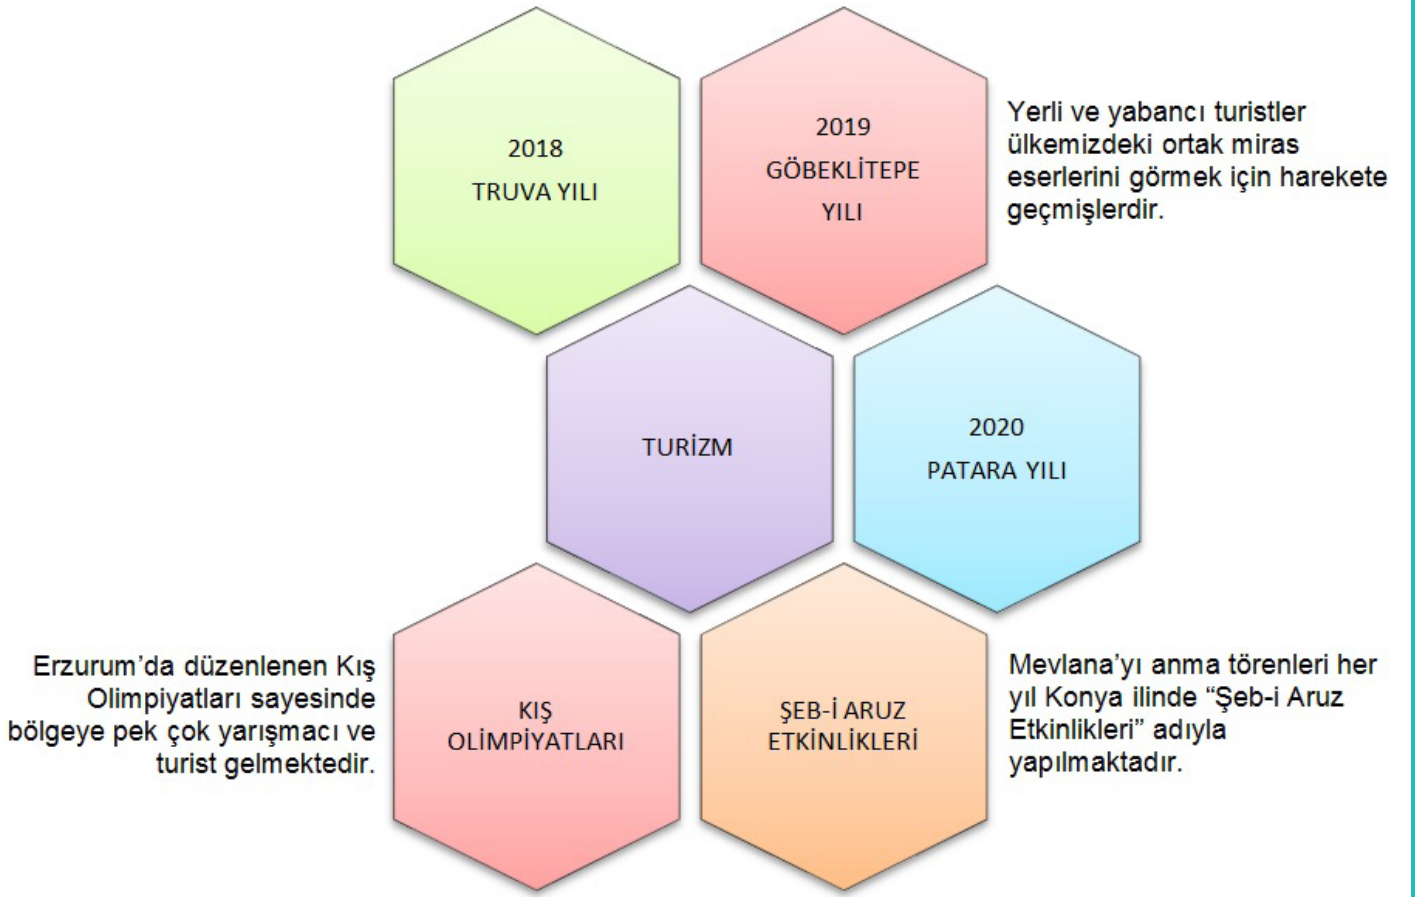 2018
TRUVA YILI
2019
GÖBEKLİTEPE
YILI
Yerli ve yabancı turistler
ülkemizdeki ortak miras
eserlerini görmek için harekete
geçmişlerdir.
TURİZM
2020
PATARA YILI
Erzurum’da düzenlenen Kış
Olimpiyatları sayesinde
bölgeye pek çok yarışmacı ve
turist gelmektedir.
KIŞ
OLİMPİYATLARI
ŞEB-İ ARUZ
ETKİNLİKLERİ
Mevlana’yı anma törenleri her
yıl Konya ilinde “Şeb-i Aruz
Etkinlikleri” adıyla
yapılmaktadır.